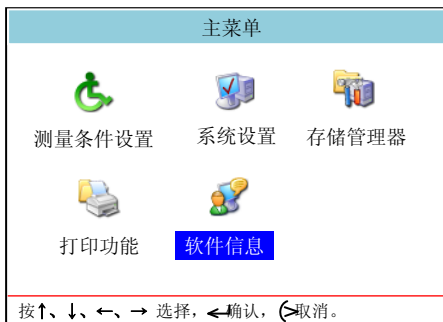 主菜单
测量条件设置 系统设置 存储管理器
打印功能 软件信息
按↑、↓、←、→ 选择，确认，取消。